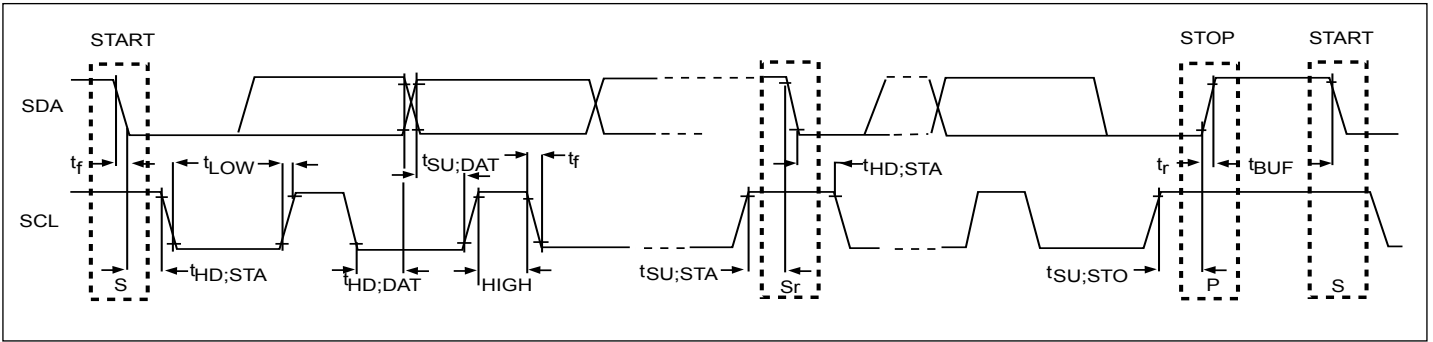 START STOP START
SDA
tf tLOW tSU;DAT tf tHD;STA tr tBUF
SCL
tHD;STA tHD;DAT HIGH tSU;STA tSU;STO
S Sr P S